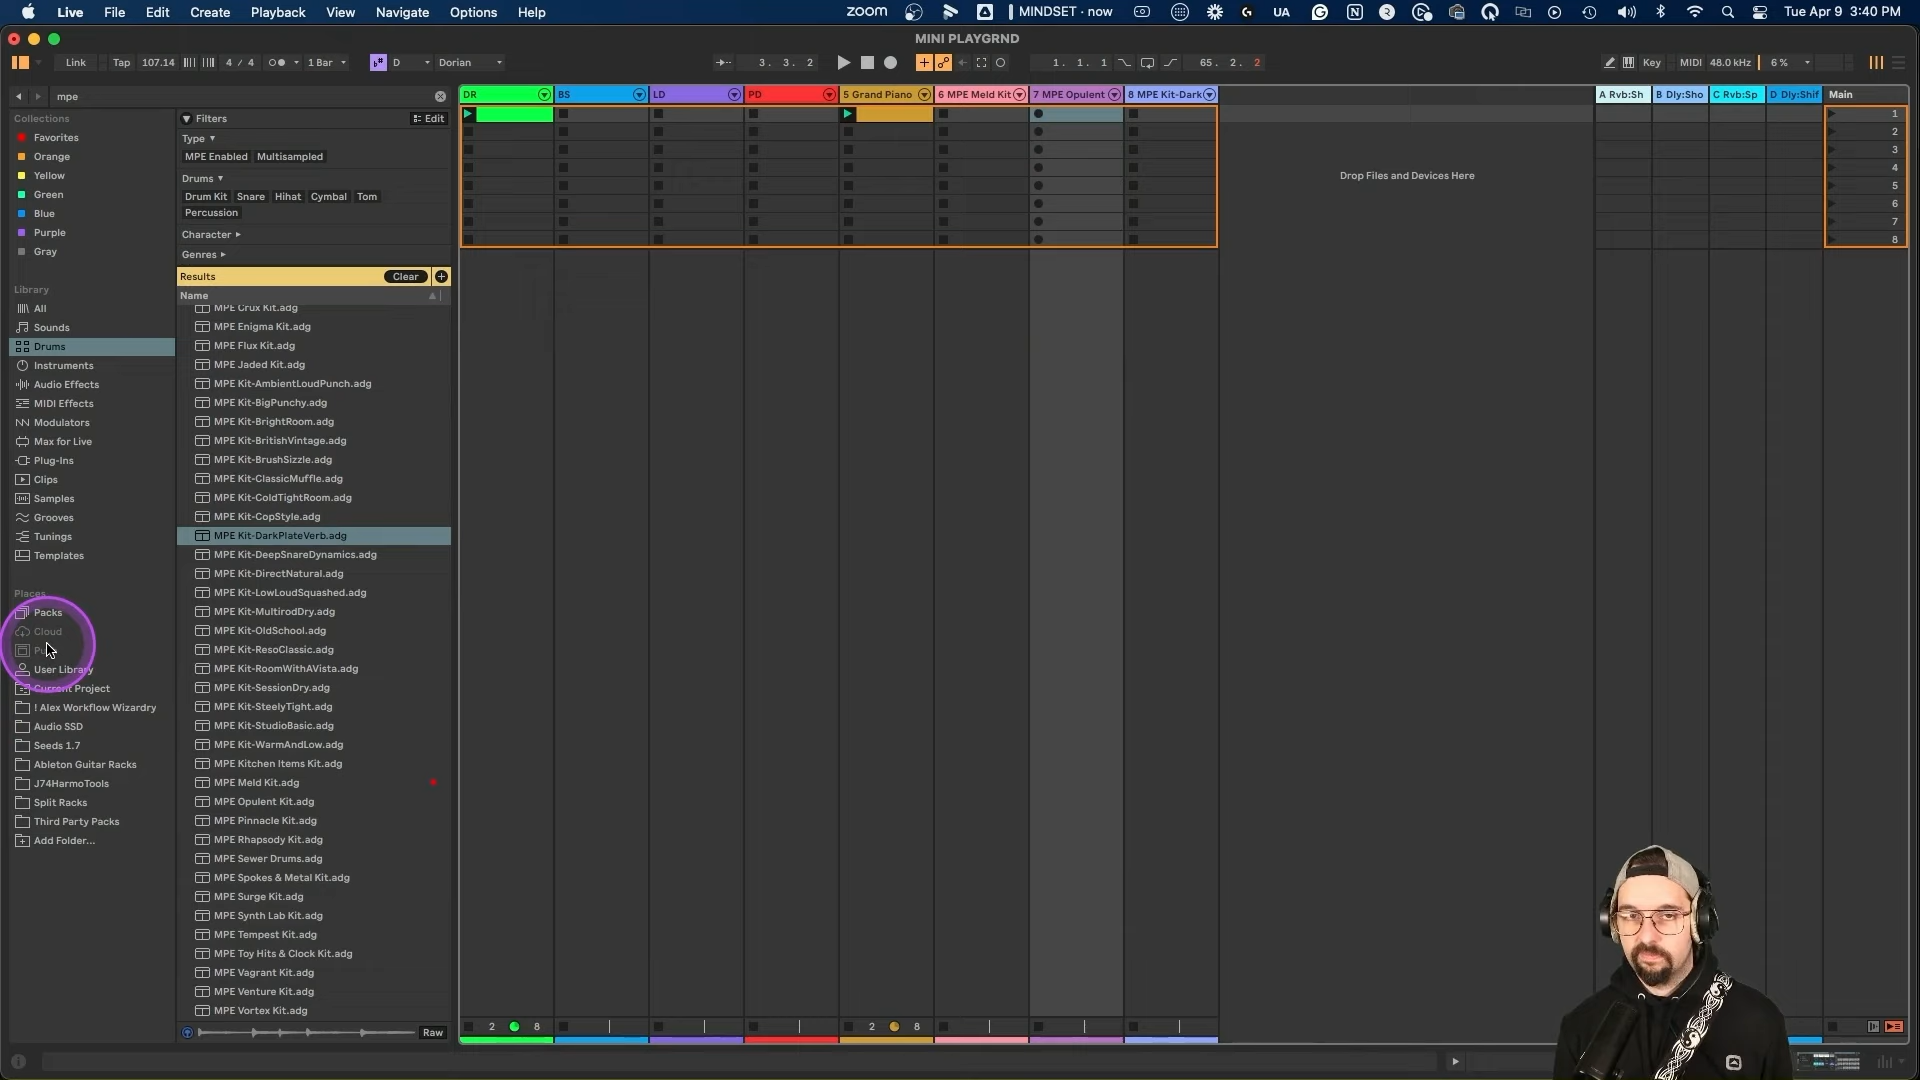 Live File Edit Create Playback View Navigate Options Help zoom MINDSET · now UA Tue Apr 9 3:40 PM
MINI PLAYGRND
Link Tap 107.14 4 / 4 1 Bar D Dorian 3. 3. 2 1. 1. 1 65. 2. 2 Key MIDI 48.0 kHz 6 %
mpe
Collections
Favorites
Orange
Yellow
Green
Blue
Purple
Gray
Library
All
Sounds
Drums
Instruments
Audio Effects
MIDI Effects
Modulators
Max for Live
Plug-Ins
Clips
Samples
Grooves
Tunings
Templates
Places
Packs
Cloud
User Library
Current Project
! Alex Workflow Wizardry
Audio SSD
Seeds 1.7
Ableton Guitar Racks
J74HarmoTools
Split Racks
Third Party Packs
Add Folder...
Filters Edit
Type
MPE Enabled Multisampled
Drums
Drum Kit Snare Hihat Cymbal Tom
Percussion
Character
Genres
Results Clear
Name
MPE Crux Kit.adg
MPE Enigma Kit.adg
MPE Flux Kit.adg
MPE Jaded Kit.adg
MPE Kit-AmbientLoudPunch.adg
MPE Kit-BigPunchy.adg
MPE Kit-BrightRoom.adg
MPE Kit-BritishVintage.adg
MPE Kit-BrushSizzle.adg
MPE Kit-ClassicMuffle.adg
MPE Kit-ColdTightRoom.adg
MPE Kit-CopStyle.adg
MPE Kit-DarkPlateVerb.adg
MPE Kit-DeepSnareDynamics.adg
MPE Kit-DirectNatural.adg
MPE Kit-LowLoudSquashed.adg
MPE Kit-MultirodDry.adg
MPE Kit-OldSchool.adg
MPE Kit-ResoClassic.adg
MPE Kit-RoomWithAVista.adg
MPE Kit-SessionDry.adg
MPE Kit-SteelyTight.adg
MPE Kit-StudioBasic.adg
MPE Kit-WarmAndLow.adg
MPE Kitchen Items Kit.adg
MPE Meld Kit.adg
MPE Opulent Kit.adg
MPE Pinnacle Kit.adg
MPE Rhapsody Kit.adg
MPE Sewer Drums.adg
MPE Spokes & Metal Kit.adg
MPE Surge Kit.adg
MPE Synth Lab Kit.adg
MPE Tempest Kit.adg
MPE Toy Hits & Clock Kit.adg
MPE Vagrant Kit.adg
MPE Venture Kit.adg
MPE Vortex Kit.adg
Raw
DR BS LD PD 5 Grand Piano 6 MPE Meld Kit 7 MPE Opulent 8 MPE Kit-Dark A Rvb:Sh B Dly:Sho C Rvb:Sp D Dly:Shif Main
1
2
3
4
5
6
7
8
Drop Files and Devices Here
2 8 2 8